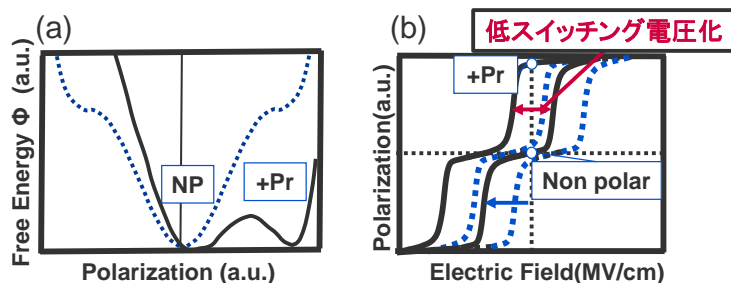 (a)
Free Energy Φ (a.u.)
NP
+Pr
Polarization (a.u.)
(b)
低スイッチング電圧化
+Pr
Polarization(a.u.)
Non polar
Electric Field(MV/cm)